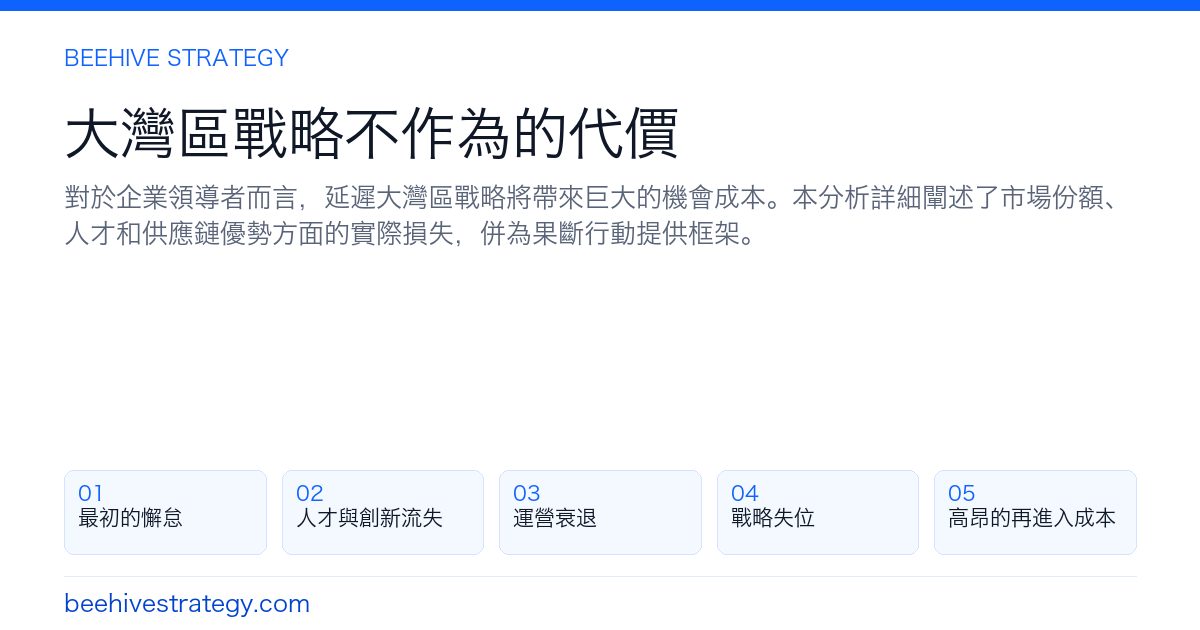 BEEHIVE STRATEGY
大灣區戰略不作為的代價
對於企業領導者而言，延遲大灣區戰略將帶來巨大的機會成本。本分析詳細闡述了市場份額、
人才和供應鏈優勢方面的實際損失，併為果斷行動提供框架。
01
最初的懈怠
02
人才與創新流失
03
運營衰退
04
戰略失位
05
高昂的再進入成本
beehivestrategy.com